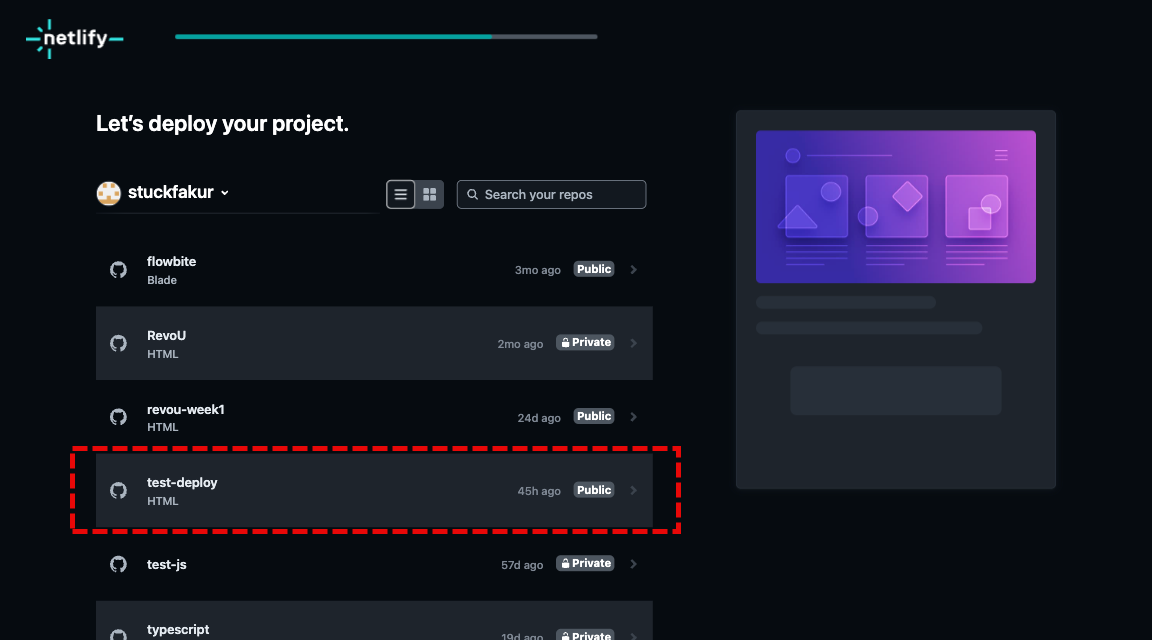 netlify
Let's deploy your project.
stuckfakur
Search your repos
flowbite
Blade
3mo ago Public
RevoU
HTML
2mo ago Private
revou-week1
HTML
24d ago Public
test-deploy
HTML
45h ago Public
test-js
57d ago Private
typescript
19d ago Private